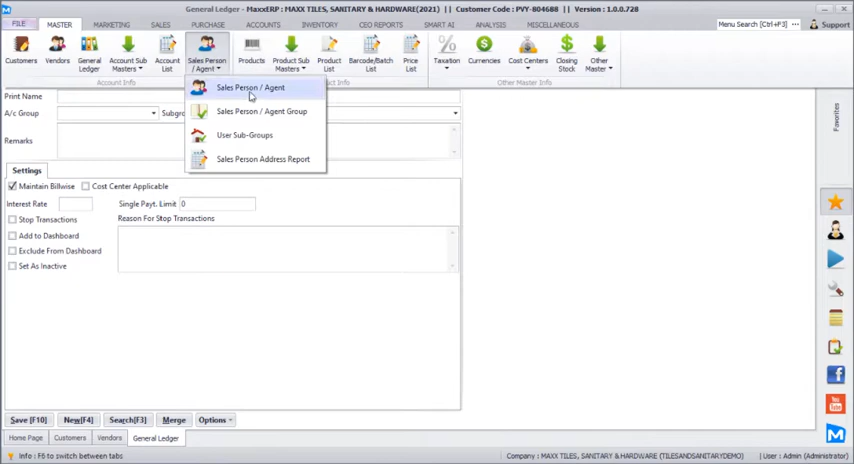 General Ledger - MaxxERP : MAXX TILES, SANITARY & HARDWARE(2021) || Customer Code : PVY-804688 || Version : 1.0.0.728
FILE MASTER MARKETING SALES PURCHASE ACCOUNTS INVENTORY CEO REPORTS SMART AI ANALYSIS MISCELLANEOUS Menu Search [Ctrl+F3] ... Support
Customers Vendors General Ledger Account Sub Masters Account List Sales Person / Agent Products Product Sub Masters Product List Barcode/Batch List Price List Taxation Currencies Cost Centers Closing Stock Other Master
Account Info ct Info Other Master Info
Sales Person / Agent
Sales Person / Agent Group
User Sub-Groups
Sales Person Address Report
Print Name
A/c Group Subgro
Remarks
Settings
Maintain Billwise Cost Center Applicable
Interest Rate Single Payt. Limit 0
Stop Transactions Reason For Stop Transactions
Add to Dashboard
Exclude From Dashboard
Set As Inactive
Favorites
Save [F10] New[F4] Search[F3] Merge Options
Home Page Customers Vendors General Ledger
Info : F6 to switch between tabs Company : MAXX TILES, SANITARY & HARDWARE (TILESANDSANITARYDEMO) User : Admin (Administrator)